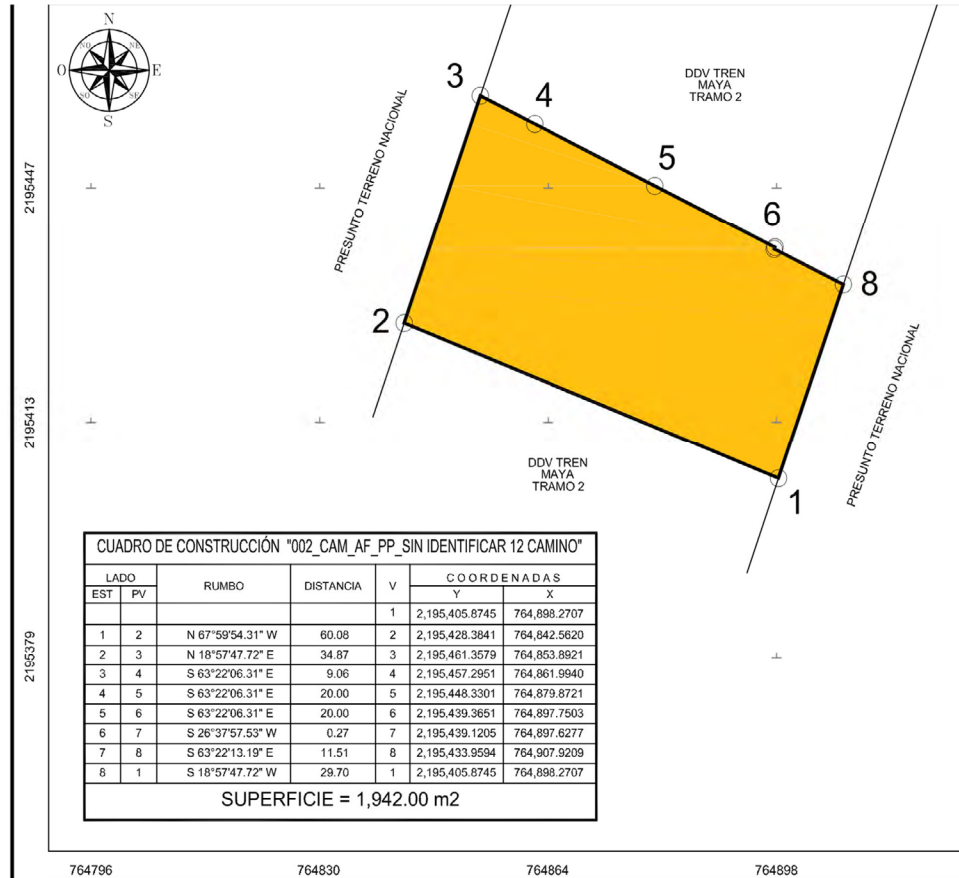 N
NO NE
O E
SO SE
S
3
4
DDV TREN
MAYA
TRAMO 2
PRESUNTO TERRENO NACIONAL
5
2195447
6
8
2
PRESUNTO TERRENO NACIONAL
2195413
DDV TREN
MAYA
TRAMO 2
1
CUADRO DE CONSTRUCCIÓN "002_CAM_AF_PP_SIN IDENTIFICAR 12 CAMINO"
LADO RUMBO DISTANCIA V COORDENADAS
EST PV Y X
1 2,195,405.8745 764,898.2707
1 2 N 67°59'54.31" W 60.08 2 2,195,428.3841 764,842.5620
2 3 N 18°57'47.72" E 34.87 3 2,195,461.3579 764,853.8921
3 4 S 63°22'06.31" E 9.06 4 2,195,457.2951 764,861.9940
4 5 S 63°22'06.31" E 20.00 5 2,195,448.3301 764,879.8721
5 6 S 63°22'06.31" E 20.00 6 2,195,439.3651 764,897.7503
6 7 S 26°37'57.53" W 0.27 7 2,195,439.1205 764,897.6277
7 8 S 63°22'13.19" E 11.51 8 2,195,433.9594 764,907.9209
8 1 S 18°57'47.72" W 29.70 1 2,195,405.8745 764,898.2707
SUPERFICIE = 1,942.00 m2
2195379
764796 764830 764864 764898